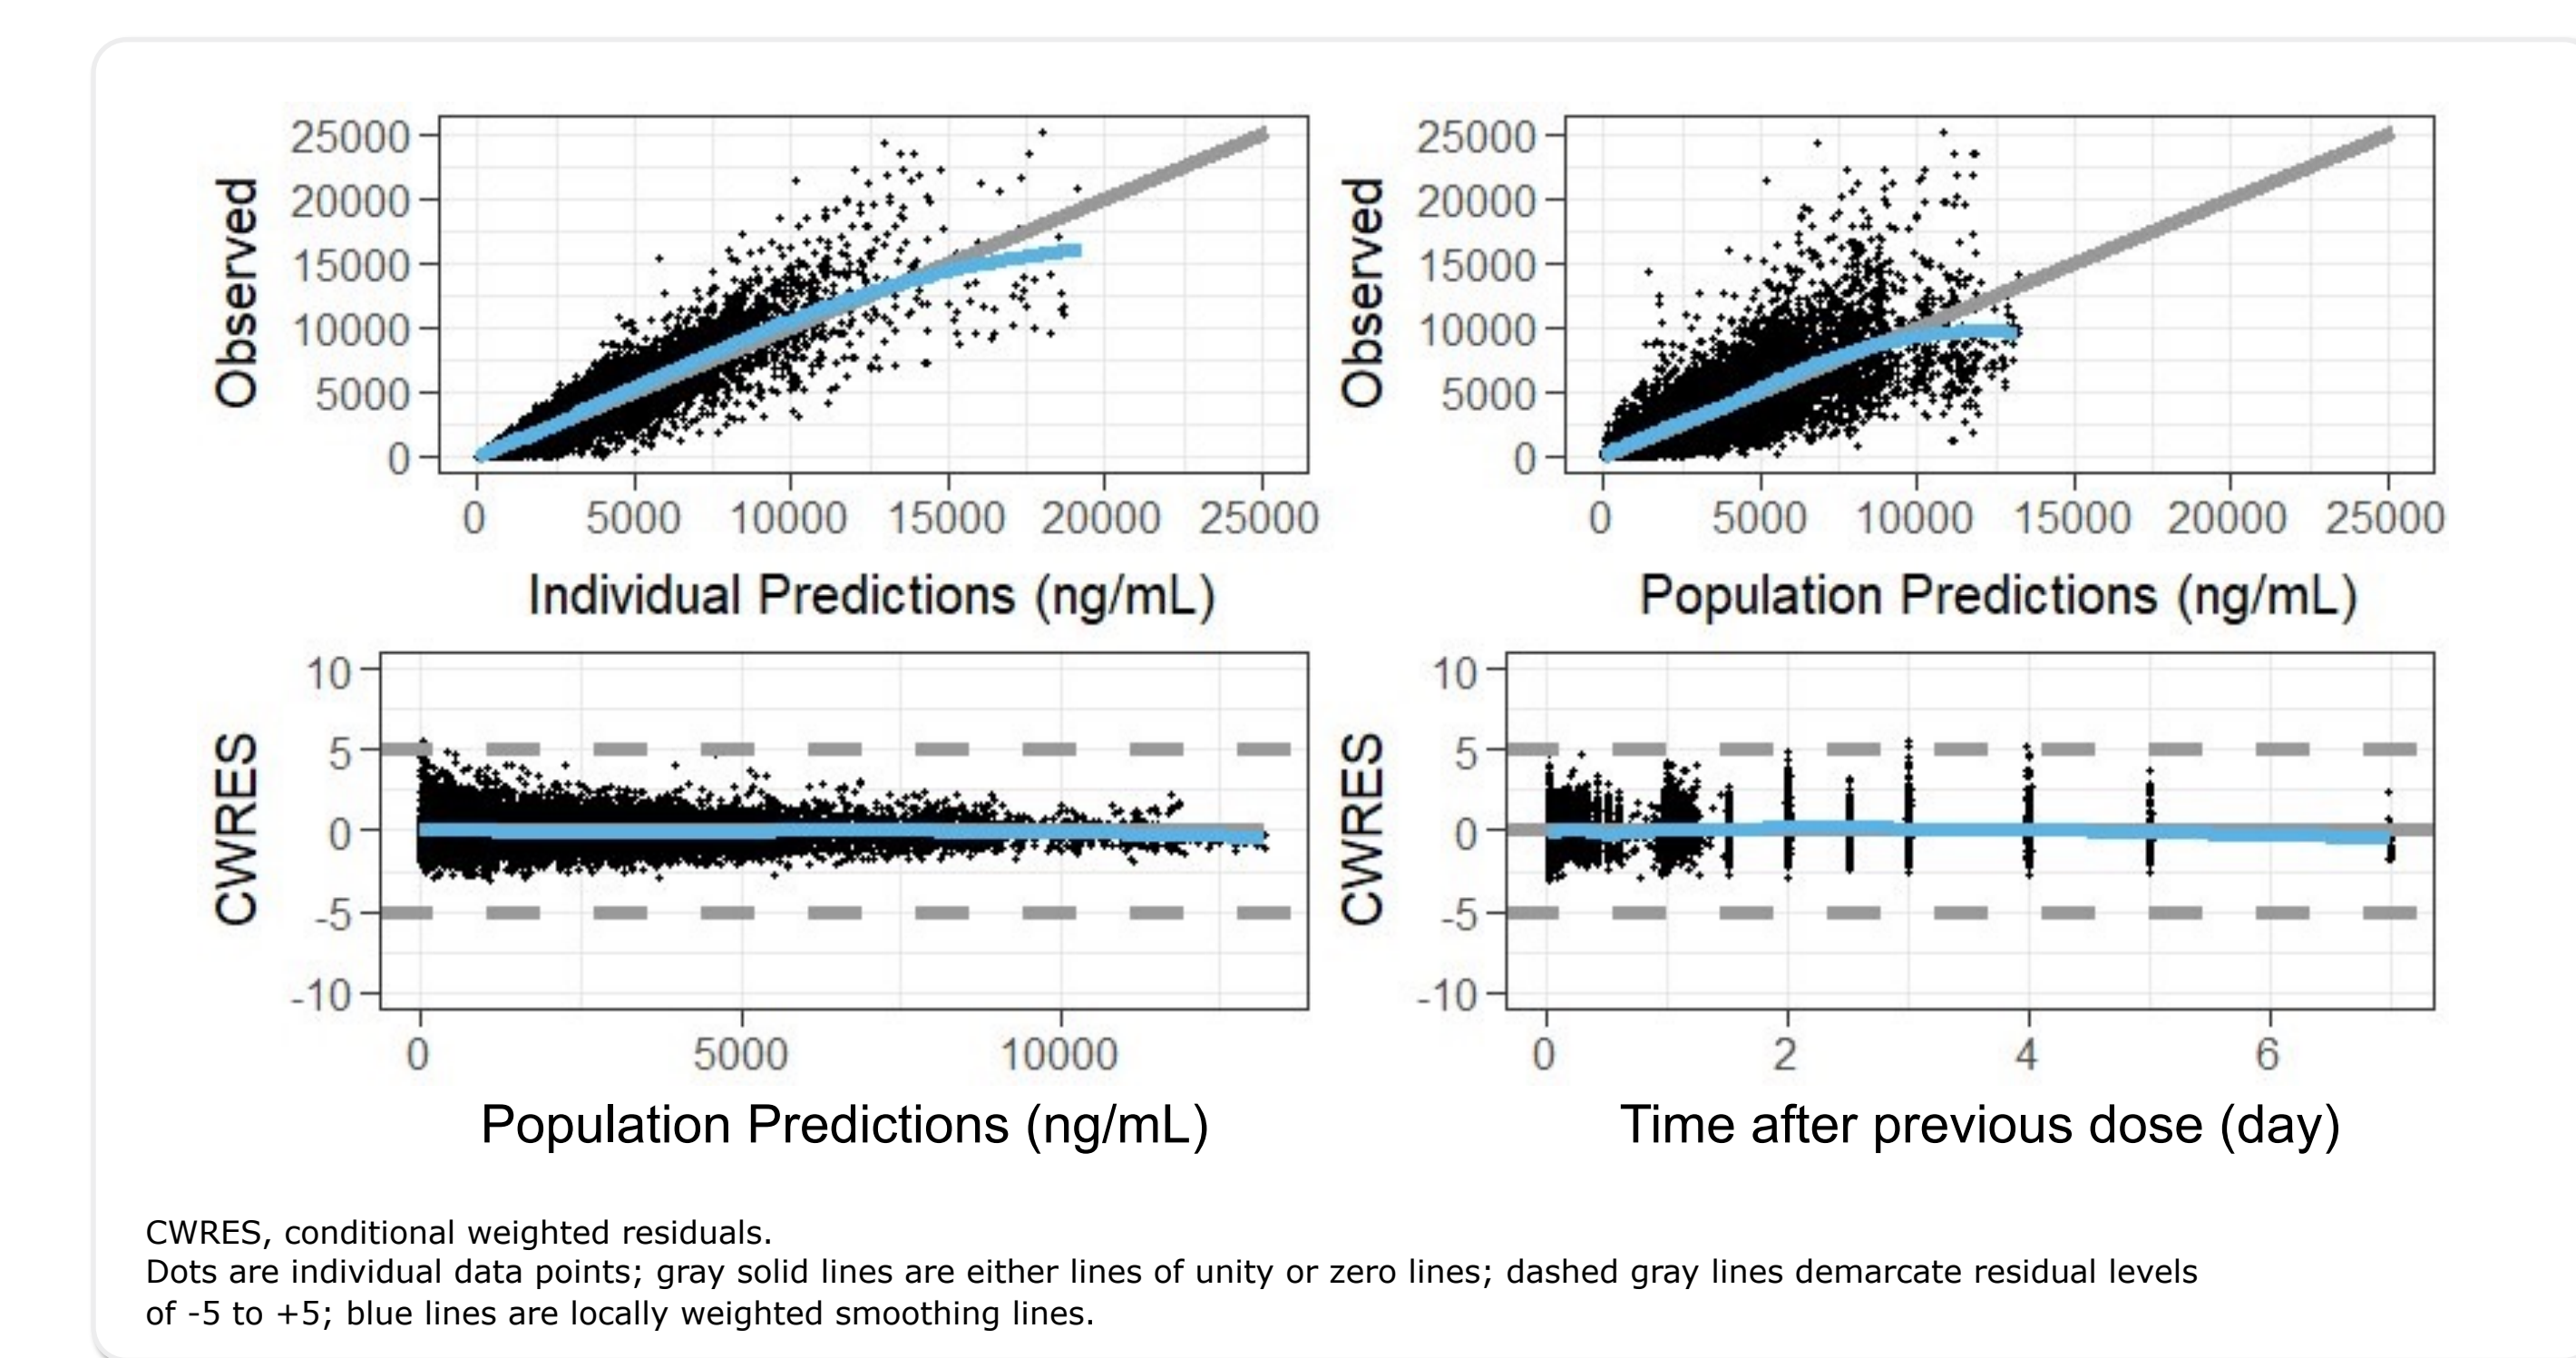 25000
20000
15000
10000
5000
0
Observed
0 5000 10000 15000 20000 25000
Individual Predictions (ng/mL)
25000
20000
15000
10000
5000
0
Observed
0 5000 10000 15000 20000 25000
Population Predictions (ng/mL)
10
5
0
-5
-10
CWRES
0 5000 10000
Population Predictions (ng/mL)
10
5
0
-5
-10
CWRES
0 2 4 6
Time after previous dose (day)
CWRES, conditional weighted residuals.
Dots are individual data points; gray solid lines are either lines of unity or zero lines; dashed gray lines demarcate residual levels
of -5 to +5; blue lines are locally weighted smoothing lines.